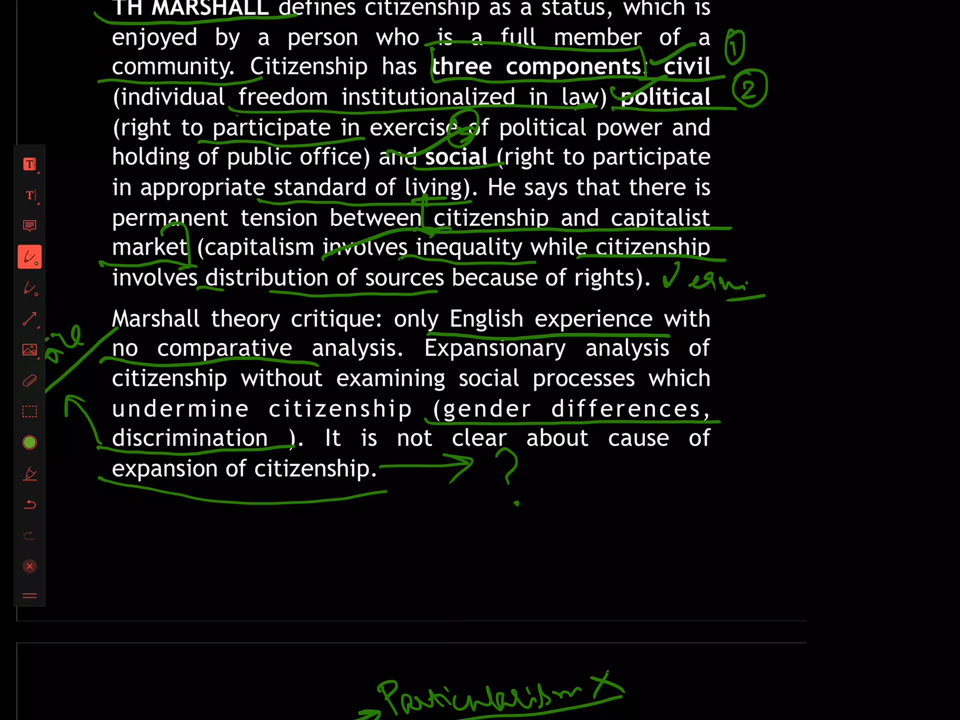 TH MARSHALL defines citizenship as a status, which is
enjoyed by a person who is a full member of a
community. Citizenship has three components: civil
1
(individual freedom institutionalized in law) political
2
(right to participate in exercise of political power and
holding of public office) and social (right to participate
in appropriate standard of living). He says that there is
permanent tension between citizenship and capitalist
market (capitalism involves inequality while citizenship
involves distribution of sources because of rights).
Marshall theory critique: only English experience with
no comparative analysis. Expansionary analysis of
citizenship without examining social processes which
undermine citizenship (gender differences,
discrimination ). It is not clear about cause of
expansion of citizenship.
?
Particularism X